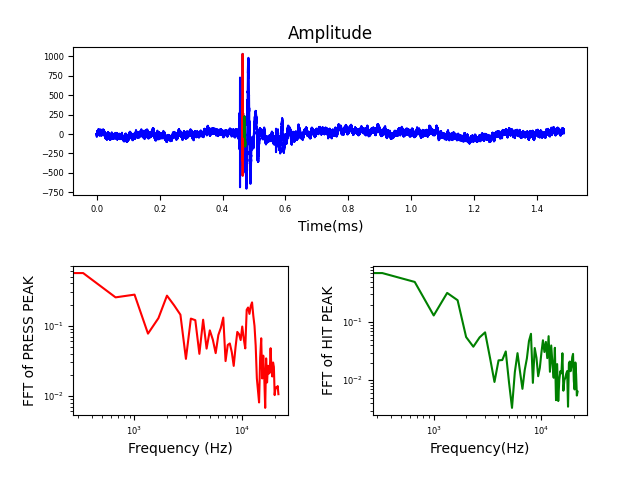 Amplitude
1000
750
500
250
0
−250
−500
−750
0.0 0.2 0.4 0.6 0.8 1.0 1.2 1.4
Time(ms)
FFT of PRESS PEAK
10⁻¹
10⁻²
10³ 10⁴
Frequency (Hz)
FFT of HIT PEAK
10⁻¹
10⁻²
10³ 10⁴
Frequency(Hz)